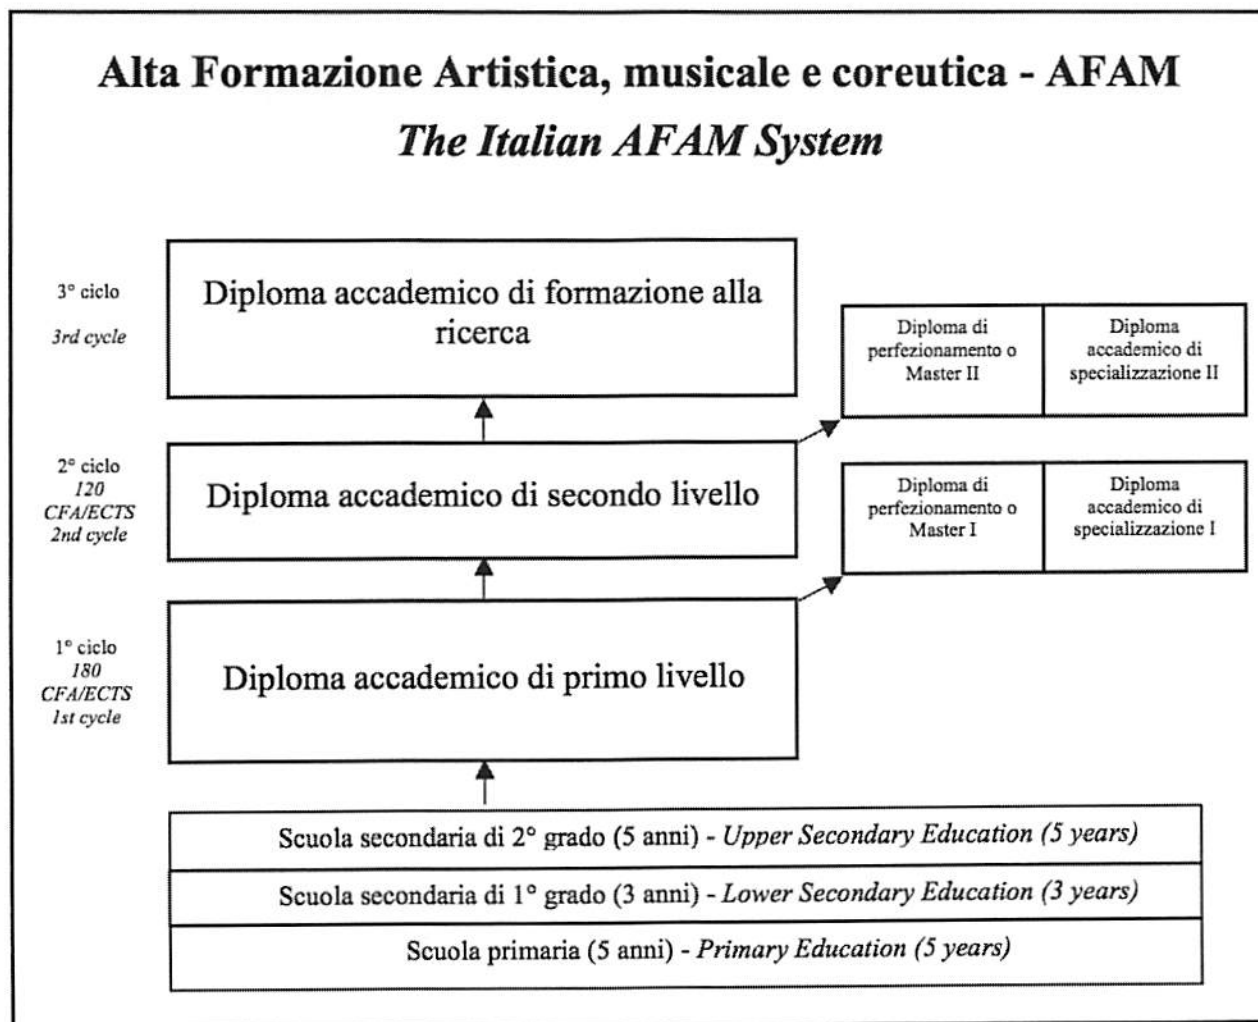 Alta Formazione Artistica, musicale e coreutica - AFAM
The Italian AFAM System
3° ciclo
3rd cycle
Diploma accademico di formazione alla
ricerca
Diploma di
perfezionamento o
Master II
Diploma
accademico di
specializzazione II
2° ciclo
120
CFA/ECTS
2nd cycle
Diploma accademico di secondo livello
Diploma di
perfezionamento o
Master I
Diploma
accademico di
specializzazione I
1° ciclo
180
CFA/ECTS
1st cycle
Diploma accademico di primo livello
Scuola secondaria di 2° grado (5 anni) - Upper Secondary Education (5 years)
Scuola secondaria di 1° grado (3 anni) - Lower Secondary Education (3 years)
Scuola primaria (5 anni) - Primary Education (5 years)